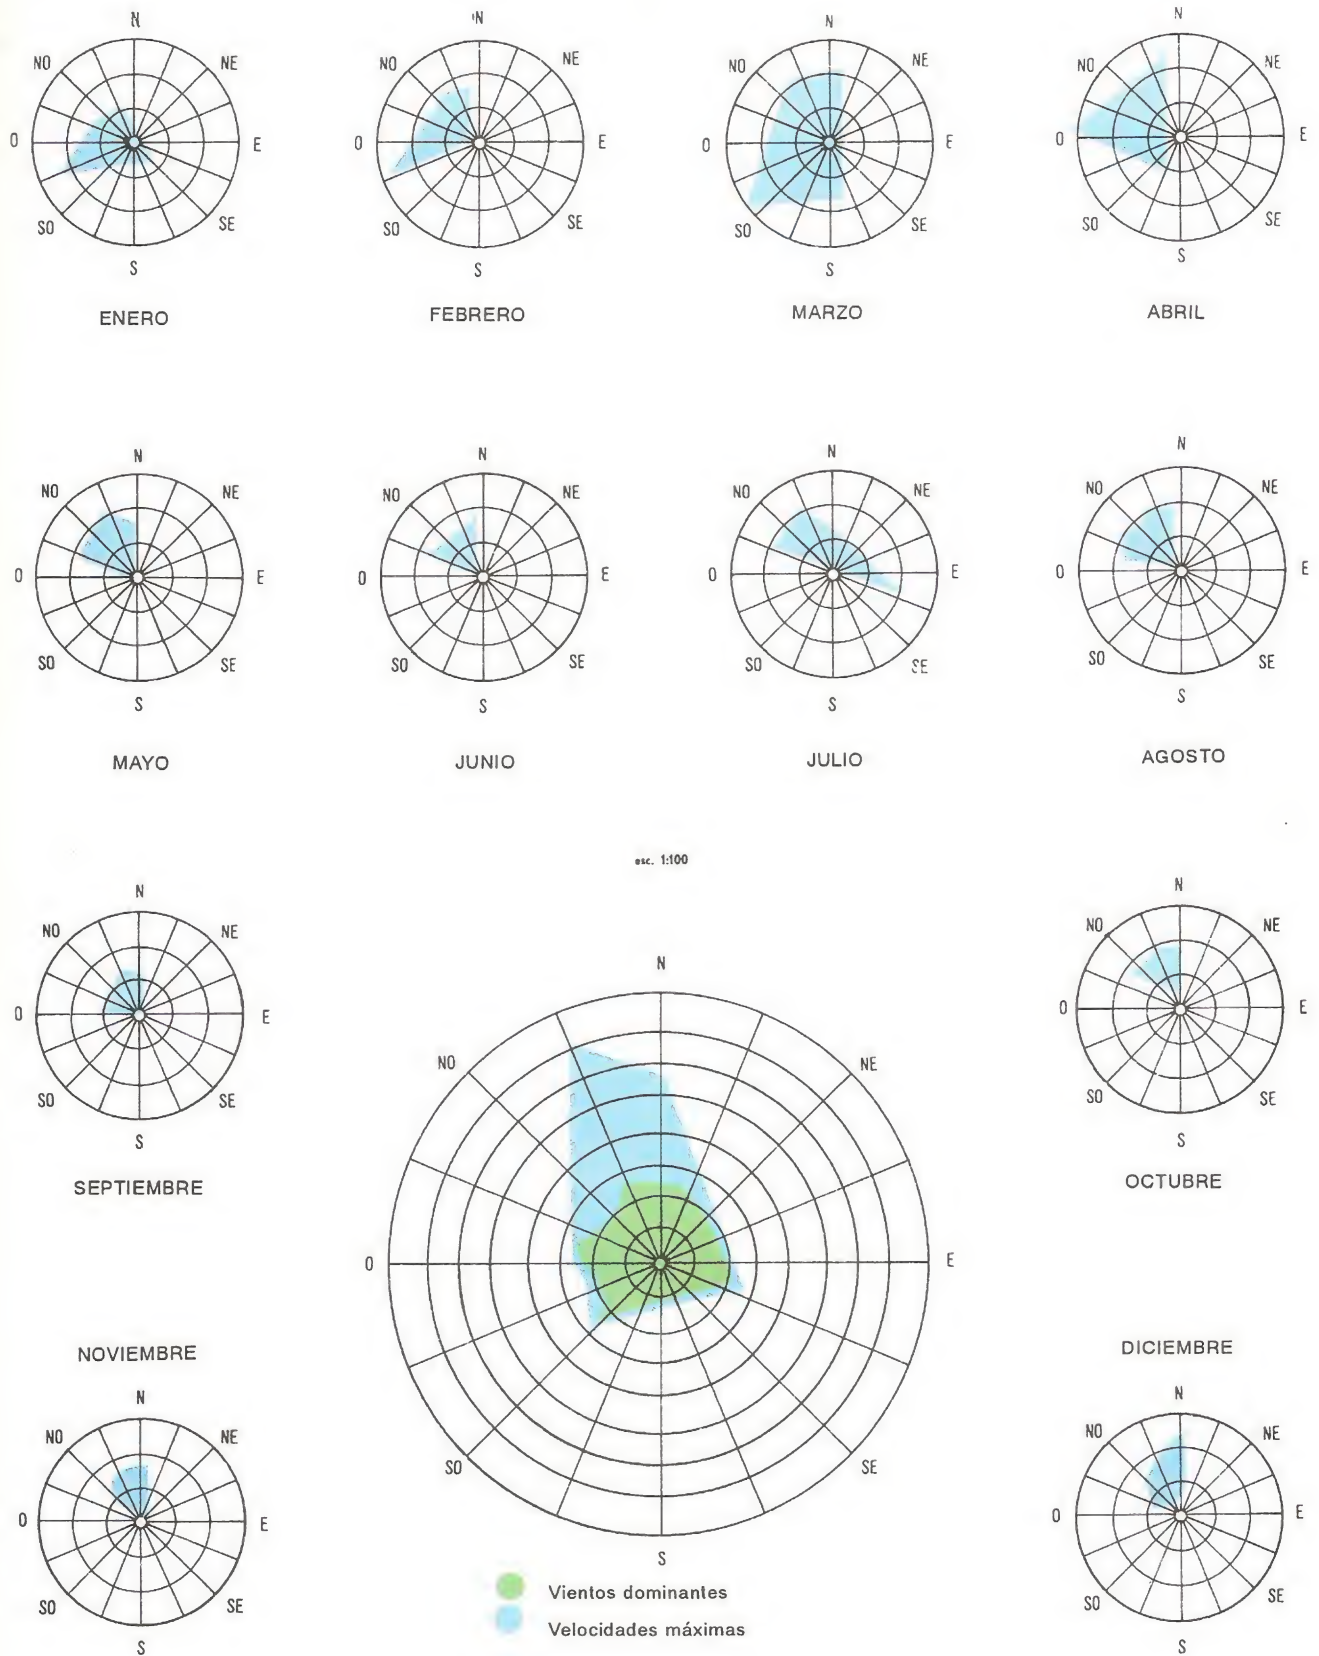 N
NE
E
SE
S
SO
O
NO
ENERO
N
NE
E
SE
S
SO
O
NO
FEBRERO
N
NE
E
SE
S
SO
O
NO
MARZO
N
NE
E
SE
S
SO
O
NO
ABRIL
N
NE
E
SE
S
SO
O
NO
MAYO
N
NE
E
SE
S
SO
O
NO
JUNIO
N
NE
E
SE
S
SO
O
NO
JULIO
N
NE
E
SE
S
SO
O
NO
AGOSTO
esc. 1:100
N
NE
E
SE
S
SO
O
NO
SEPTIEMBRE
N
NE
E
SE
S
SO
O
NO
N
NE
E
SE
S
SO
O
NO
OCTUBRE
NOVIEMBRE
N
NE
E
SE
S
SO
O
NO
DICIEMBRE
N
NE
E
SE
S
SO
O
NO
Vientos dominantes
Velocidades máximas